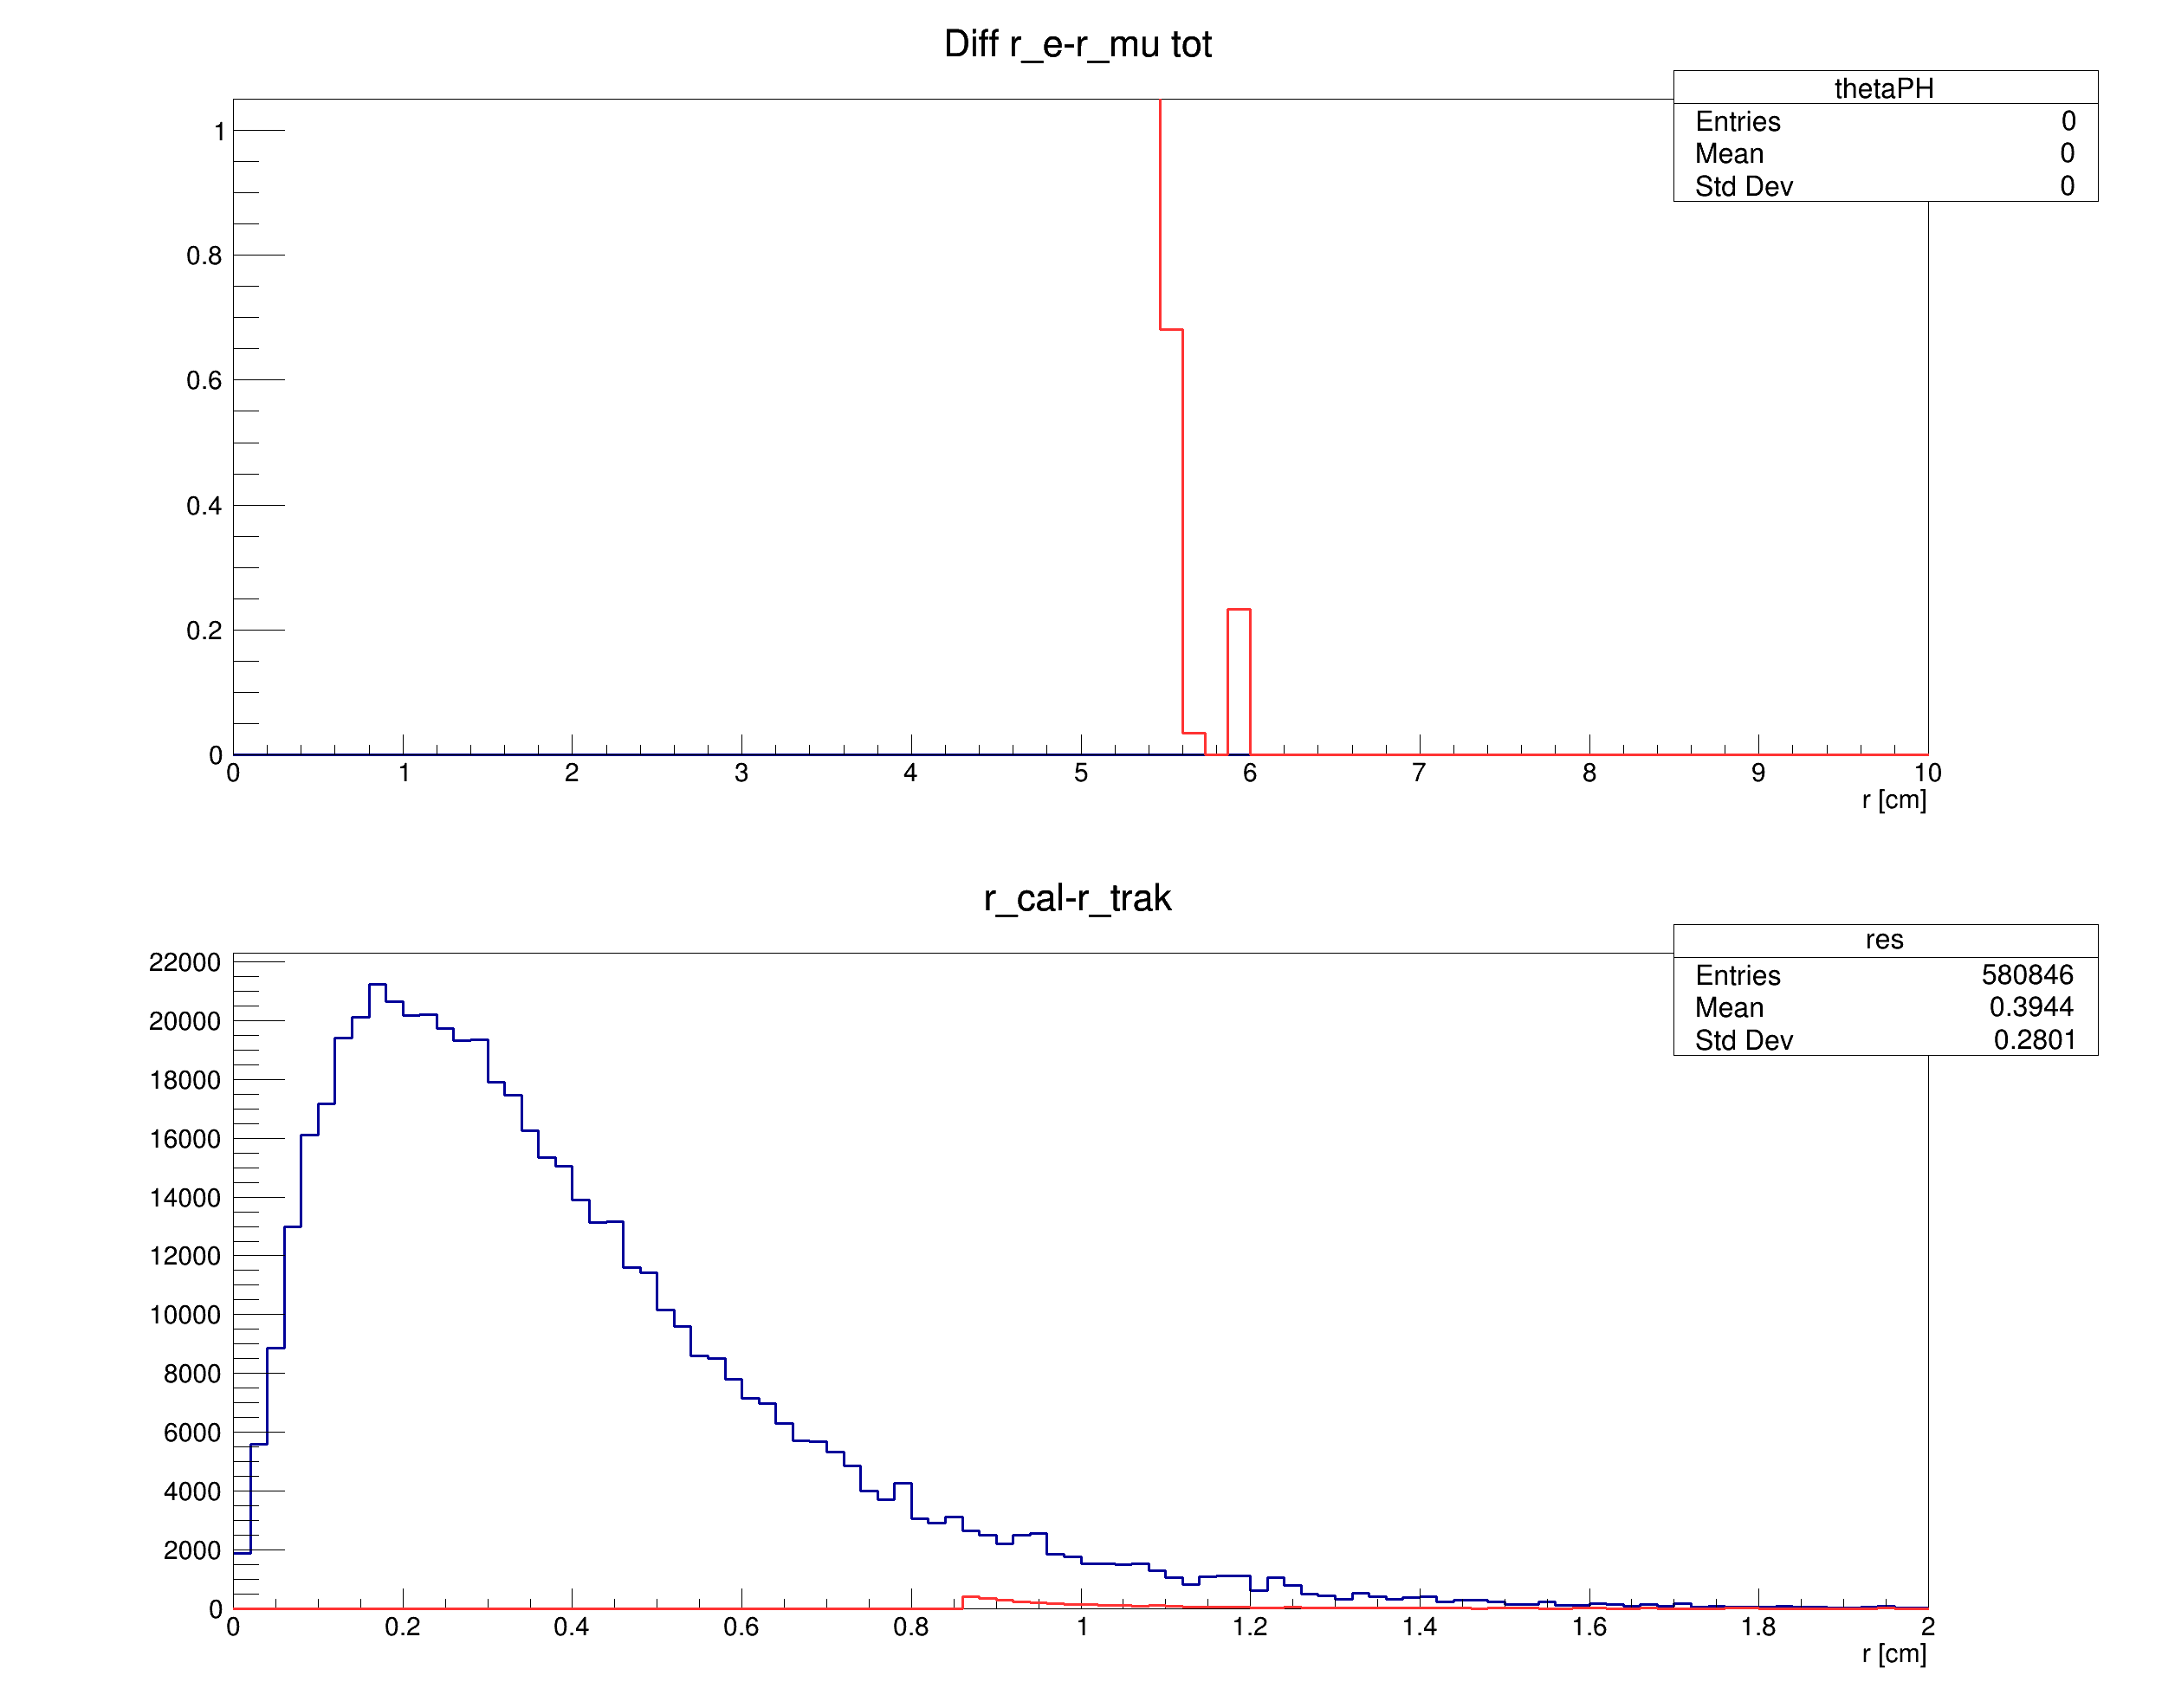 Diff r_e-r_mu tot
thetaPH
Entries 0
Mean 0
Std Dev 0
1
0.8
0.6
0.4
0.2
0
0 1 2 3 4 5 6 7 8 9 10
r [cm]
r_cal-r_trak
res
Entries 580846
Mean 0.3944
Std Dev 0.2801
22000
20000
18000
16000
14000
12000
10000
8000
6000
4000
2000
0
0 0.2 0.4 0.6 0.8 1 1.2 1.4 1.6 1.8 2
r [cm]